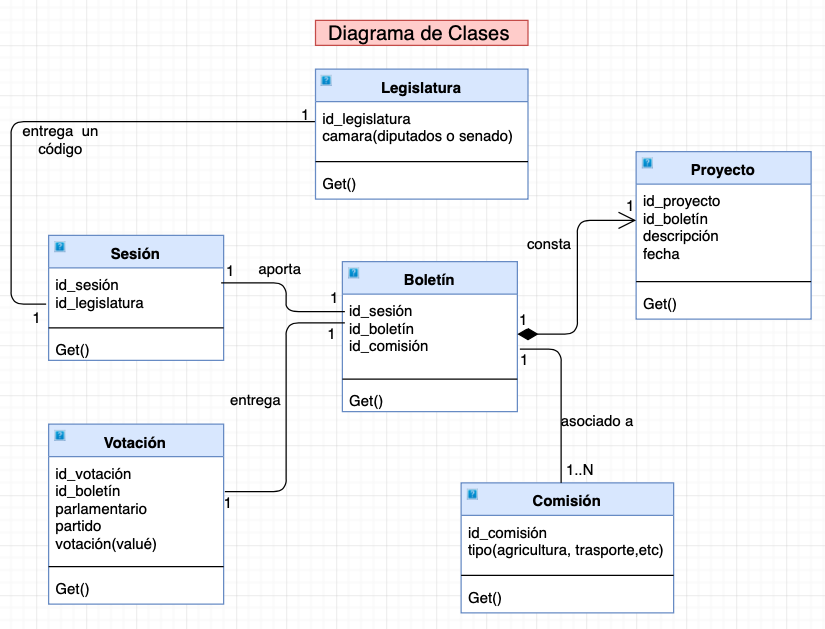 Diagrama de Clases
Legislatura
id_legislatura
camara(diputados o senado)
Get()
1
entrega un
código
1
Proyecto
id_proyecto
id_boletín
descripción
fecha
Get()
1
consta
1
Sesión
id_sesión
id_legislatura
Get()
1
aporta
1
Boletín
id_sesión
id_boletín
id_comisión
Get()
1
entrega
1
1
asociado a
1..N
Votación
id_votación
id_boletín
parlamentario
partido
votación(valué)
Get()
Comisión
id_comisión
tipo(agricultura, trasporte,etc)
Get()